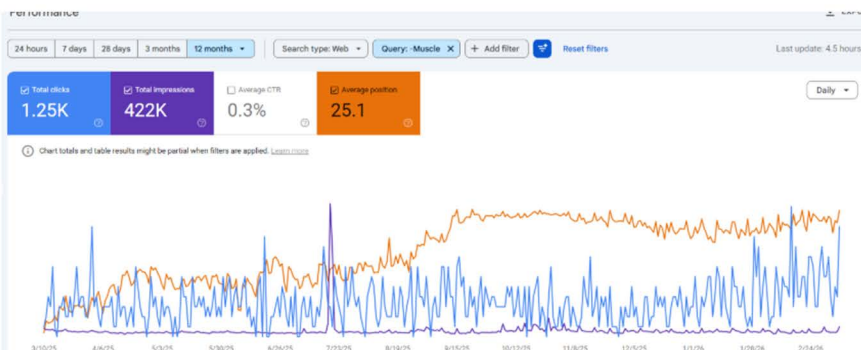 Performance
24 hours 7 days 28 days 3 months 12 months Search type: Web Query: -Muscle X + Add filter Reset filters Last update: 4.5 hours
Total clicks Total impressions Average CTR Average position Daily
1.25K 422K 0.3% 25.1
Chart totals and table results might be partial when filters are applied. Learn more
3/10/25 4/6/25 5/3/25 5/30/25 6/26/25 7/23/25 8/19/25 9/15/25 10/12/25 11/8/25 12/5/25 1/1/26 1/28/26 2/24/26